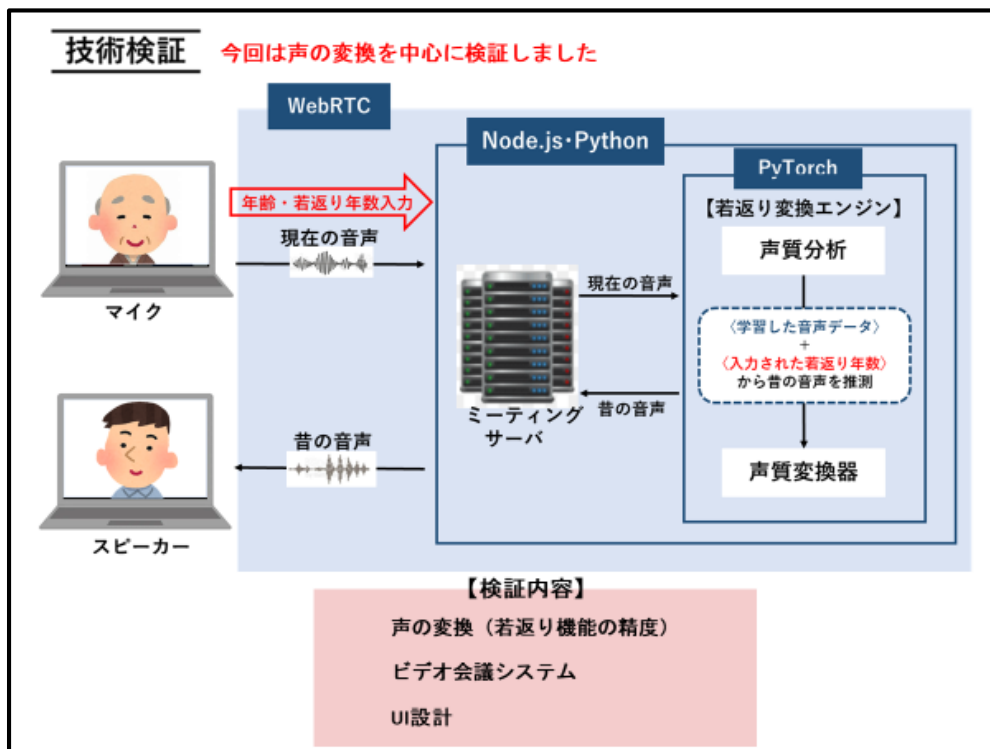 技術検証
今回は声の変換を中心に検証しました
WebRTC
Node.js・Python
PyTorch
年齢・若返り年数入力
現在の音声
マイク
【若返り変換エンジン】
声質分析
現在の音声
〈学習した音声データ〉
+
〈入力された若返り年数〉
から昔の音声を推測
昔の音声
ミーティング
サーバ
声質変換器
昔の音声
スピーカー
【検証内容】
声の変換（若返り機能の精度）
ビデオ会議システム
UI設計